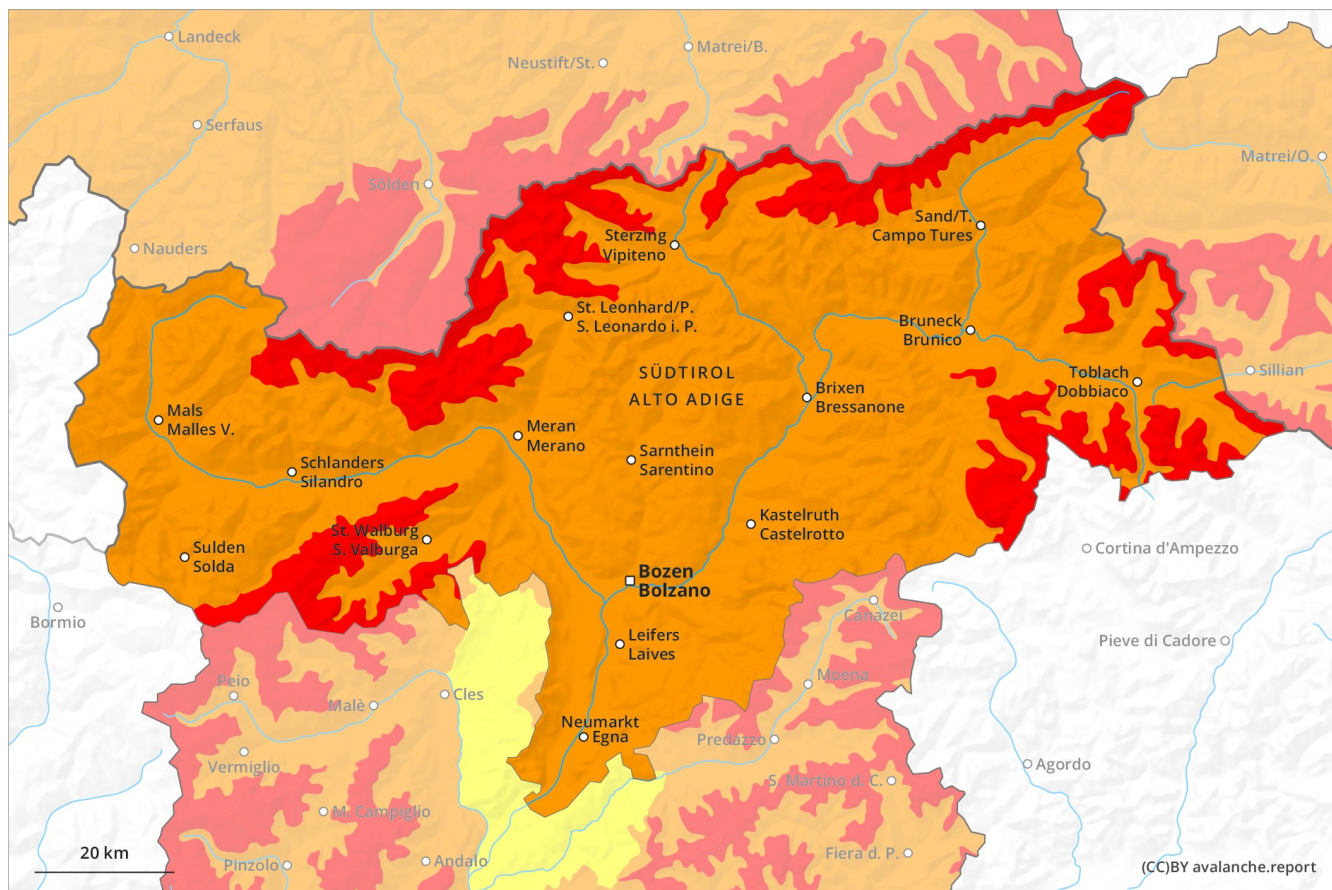 Landeck
Matrei/B.
Neustift/St.
Serfaus
Matrei/O.
Sölden
Nauders
Sand/T.
Campo Tures
Sterzing
Vipiteno
St. Leonhard/P.
S. Leonardo i. P.
Bruneck
Brunico
SÜDTIROL
ALTO ADIGE
Toblach
Dobbiaco
Sillian
Brixen
Bressanone
Mals
Malles V.
Meran
Merano
Sarnthein
Sarentino
Schlanders
Silandro
Kastelruth
Castelrotto
St. Walburg
S. Valburga
Sulden
Solda
Cortina d'Ampezzo
Bozen
Bolzano
Bormio
Canazei
Leifers
Laives
Pieve di Cadore
Peio
Moena
Cles
Malè
Neumarkt
Egna
Predazzo
Vermiglio
Agordo
S. Martino d. C.
M. Campiglio
20 km
Pinzolo
Andalo
Fiera d. P.
(CC)BY avalanche.report